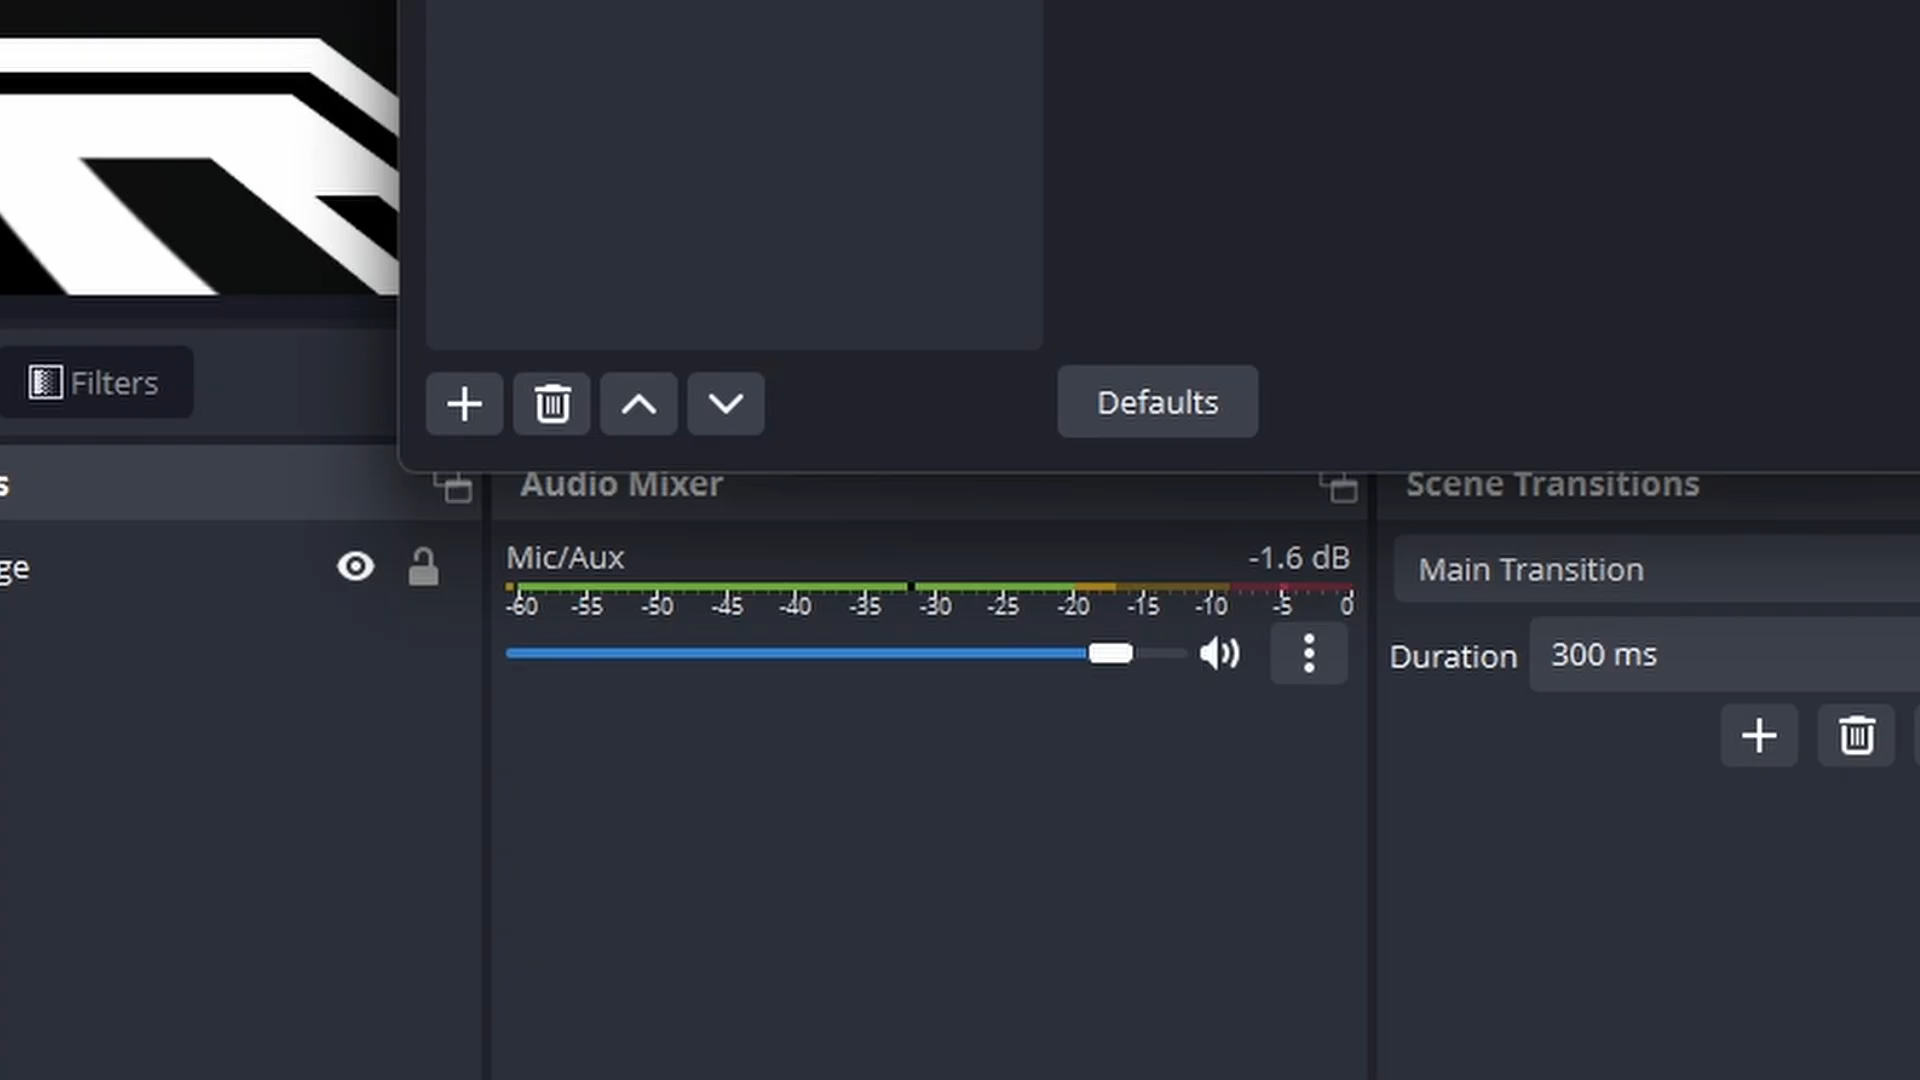 Filters
Defaults
s
Audio Mixer
Scene Transitions
ge
Mic/Aux
-1.6 dB
-60 -55 -50 -45 -40 -35 -30 -25 -20 -15 -10 -5 0
Main Transition
Duration
300 ms